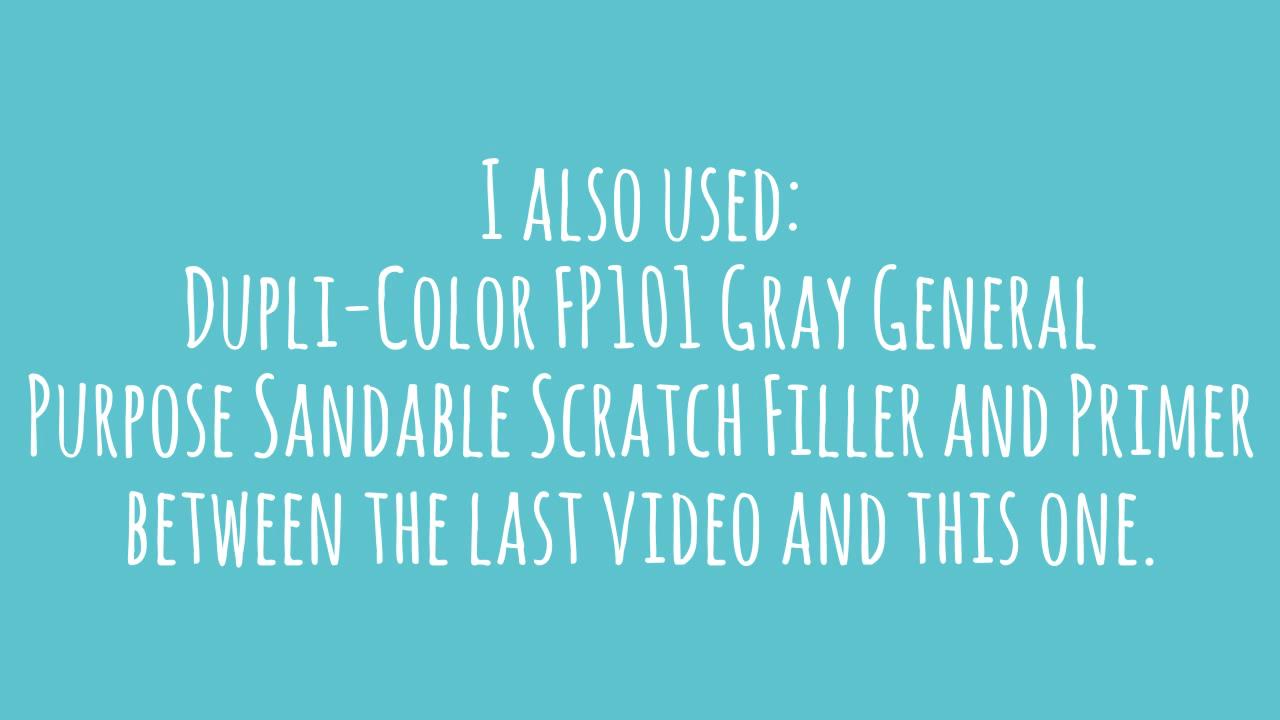 I also used:
Dupli-Color FP101 Gray General
Purpose Sandable Scratch Filler and Primer
between the last video and this one.